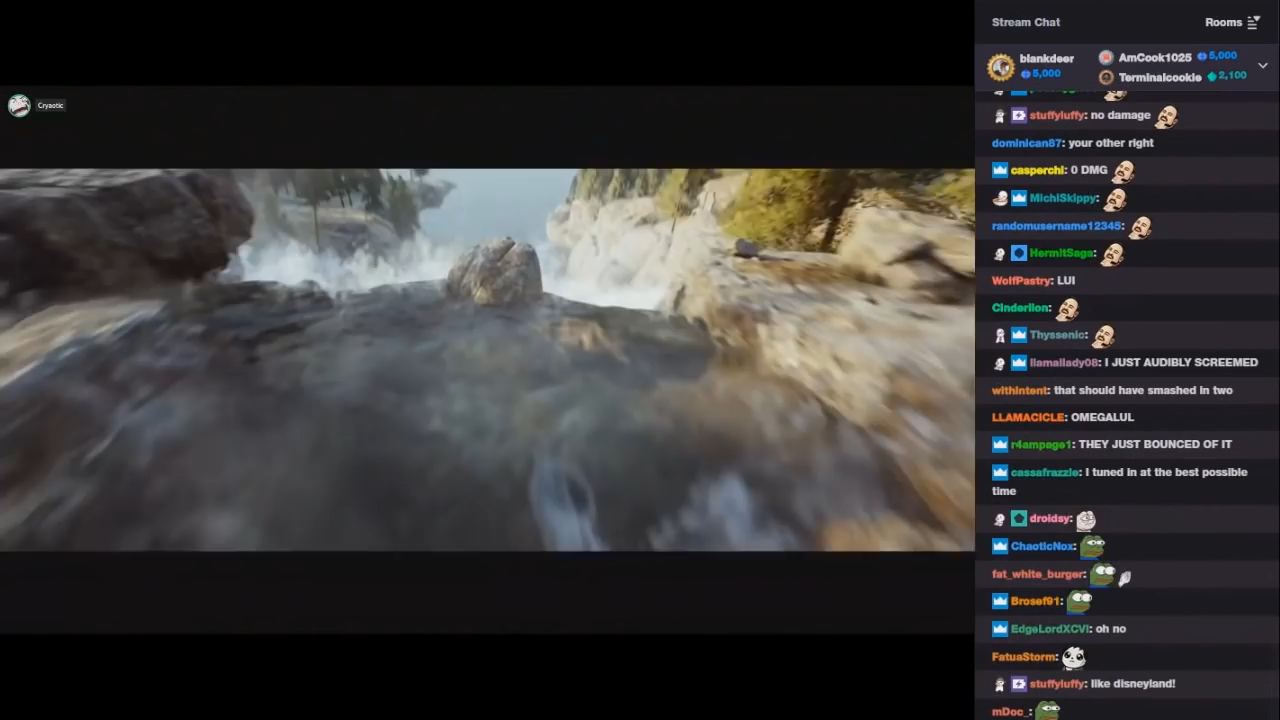 Stream Chat
Rooms
blankdeer
5,000
AmCook1025 5,000
Terminalcookie 2,100
Cryaotic
stuffyluffy: no damage
dominican87: your other right
casperchi: 0 DMG
MichiSkippy:
randomusername12345:
HermitSaga:
WolfPastry: LUI
Cinderlion:
Thyssenic:
llamalady08: I JUST AUDIBLY SCREEMED
withintent: that should have smashed in two
LLAMACICLE: OMEGALUL
r4ampage1: THEY JUST BOUNCED OF IT
cassafrazzle: I tuned in at the best possible
time
droidsy:
ChaoticNox:
fat_white_burger:
Brosef91:
EdgeLordXCVI: oh no
FatuaStorm:
stuffyluffy: like disneyland!
mDoc_: